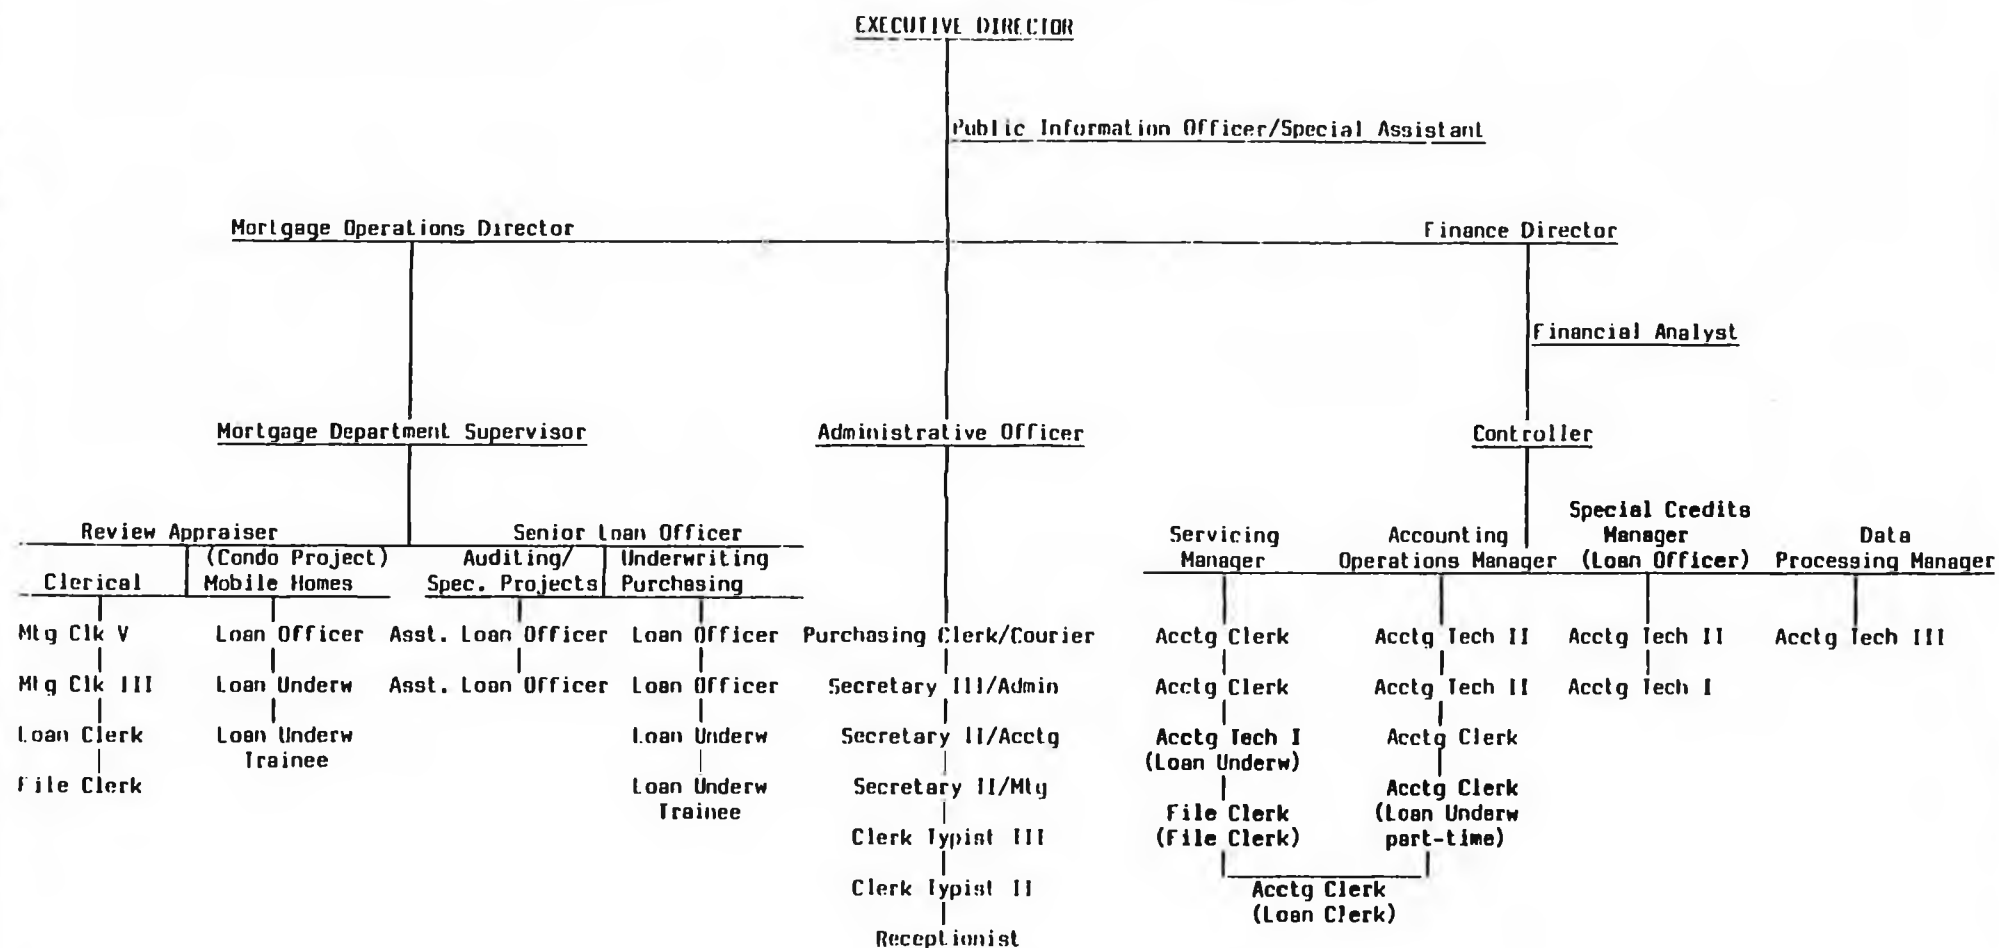 EXECUTIVE DIRECTOR
Public Information Officer/Special Assistant
Mortgage Operations Director
Finance Director
Financial Analyst
Mortgage Department Supervisor
Administrative Officer
Controller
Review Appraiser
Senior Loan Officer
Clerical
(Condo Project)
Mobile Homes
Auditing/
Spec. Projects
Underwriting
Purchasing
Servicing
Manager
Accounting
Operations Manager
Special Credits
Manager
(Loan Officer)
Data
Processing Manager
Mtg Clk V
Mtg Clk III
Loan Clerk
File Clerk
Loan Officer
Loan Underw
Loan Underw
Trainee
Asst. Loan Officer
Asst. Loan Officer
Loan Officer
Loan Officer
Loan Underw
Loan Underw
Trainee
Purchasing Clerk/Courier
Secretary III/Admin
Secretary II/Acctg
Secretary II/Mtg
Clerk Typist III
Clerk Typist II
Receptionist
Acctg Clerk
Acctg Clerk
Acctg Tech I
(Loan Underw)
File Clerk
(File Clerk)
Acctg Tech II
Acctg Tech II
Acctg Clerk
Acctg Clerk
(Loan Underw
part-time)
Acctg Clerk
(Loan Clerk)
Acctg Tech II
Acctg Tech I
Acctg Tech III